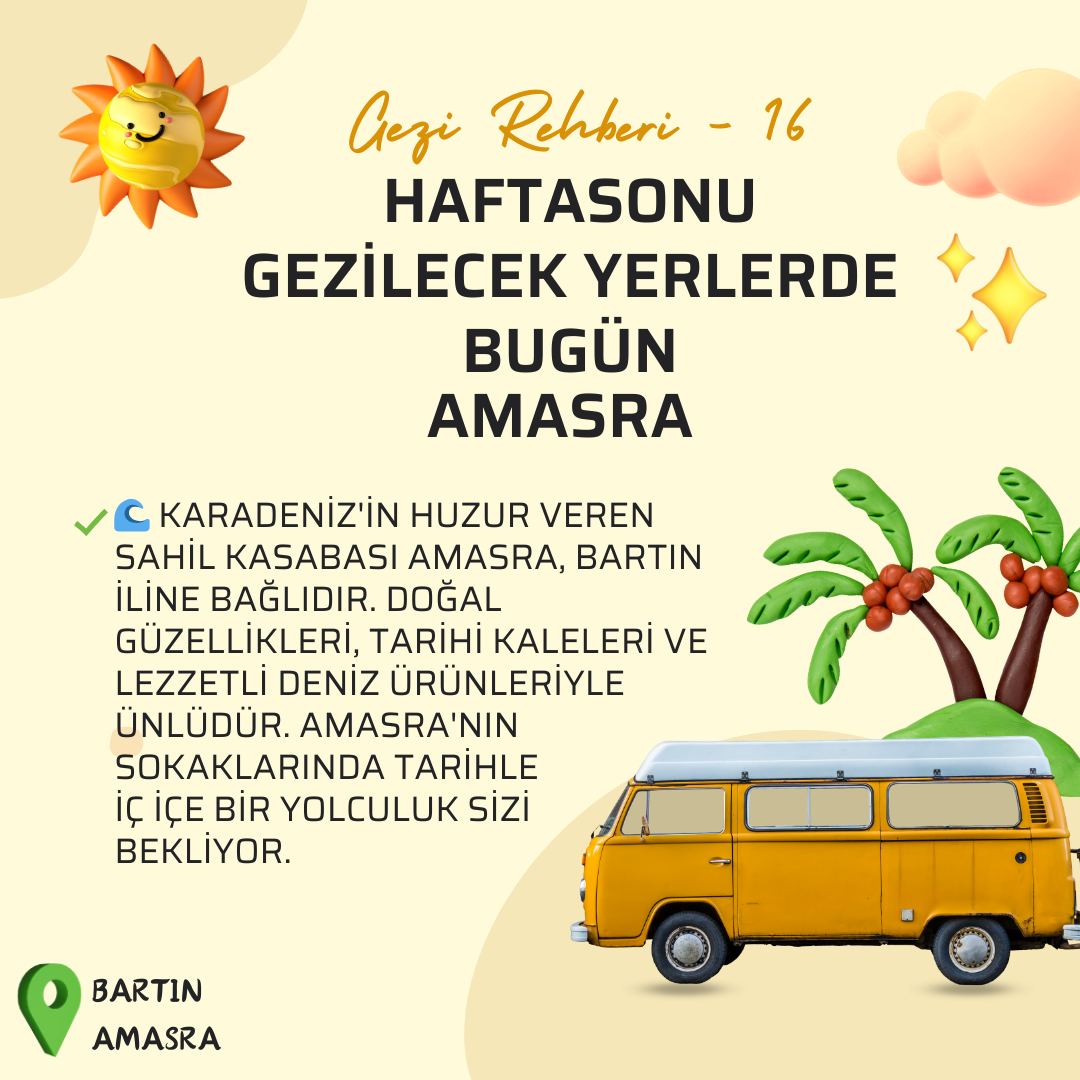 Gezi Rehberi - 16
HAFTASONU
GEZİLECEK YERLERDE
BUGÜN
AMASRA
🌊 KARADENİZ'İN HUZUR VEREN
SAHİL KASABASI AMASRA, BARTIN
İLİNE BAĞLIDIR. DOĞAL
GÜZELLİKLERİ, TARİHİ KALELERİ VE
LEZZETLİ DENİZ ÜRÜNLERİYLE
ÜNLÜDÜR. AMASRA'NIN
SOKAKLARINDA TARİHLE
İÇ İÇE BİR YOLCULUK SİZİ
BEKLİYOR.
BARTIN
AMASRA